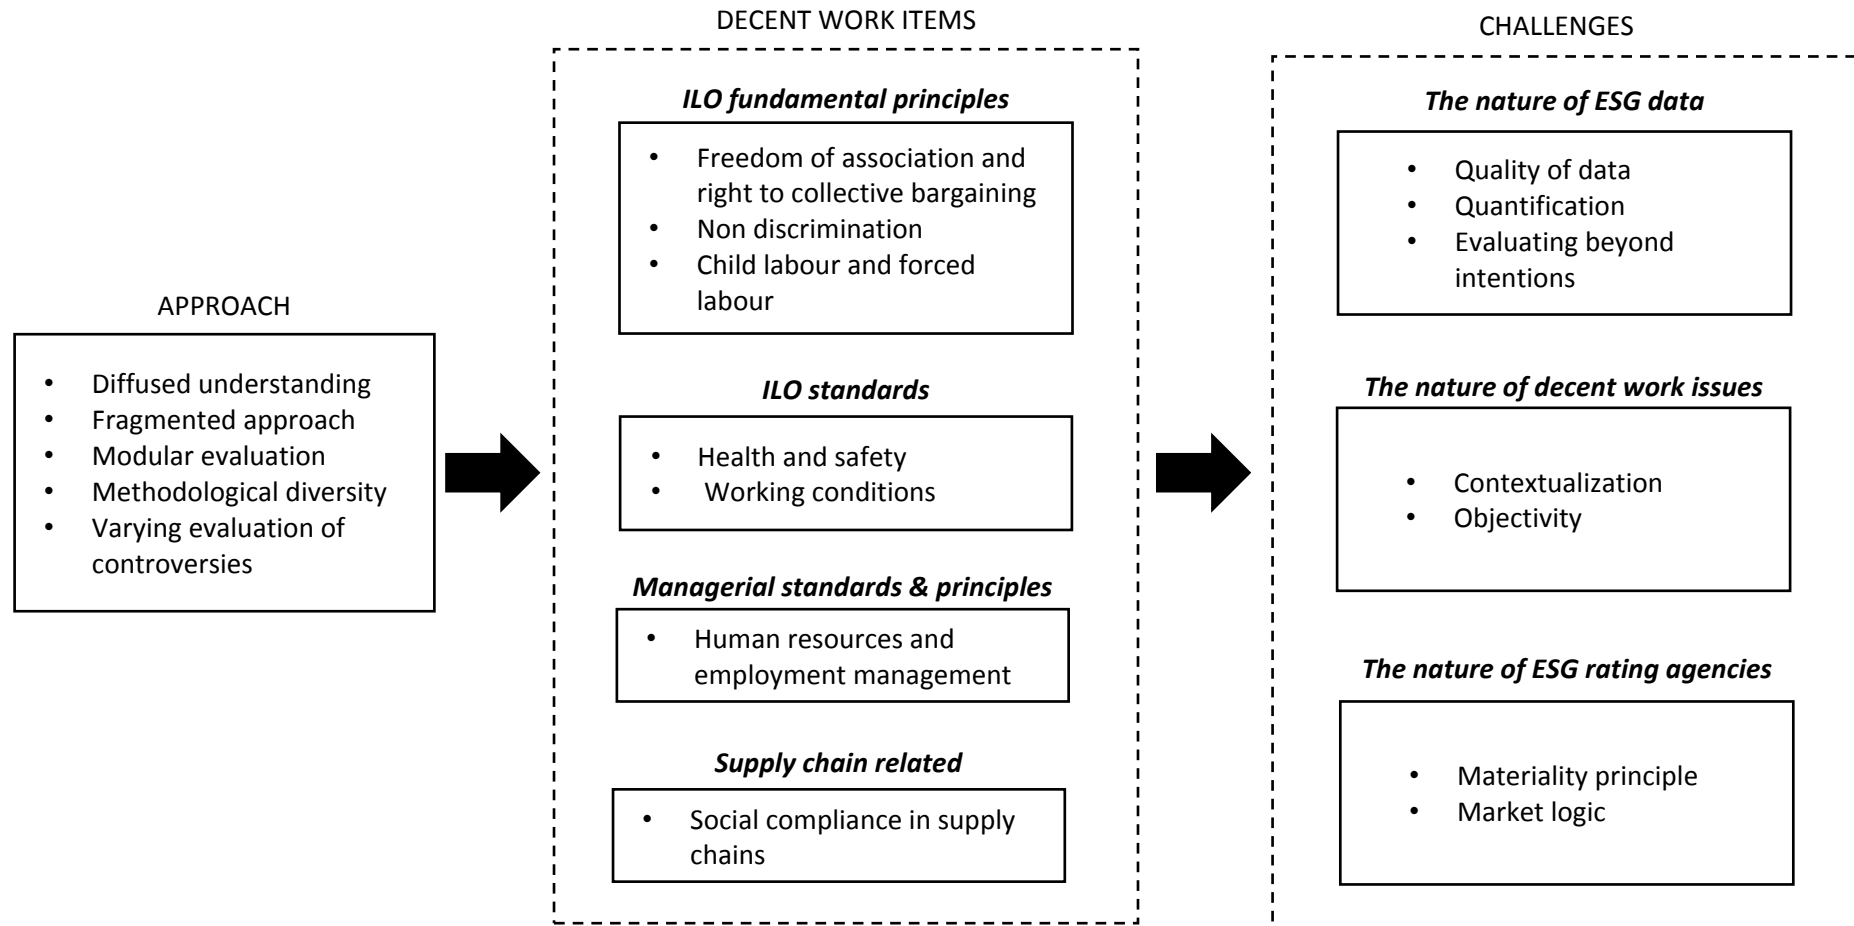 APPROACH
• Diffused understanding
• Fragmented approach
• Modular evaluation
• Methodological diversity
• Varying evaluation of
controversies
DECENT WORK ITEMS
ILO fundamental principles
• Freedom of association and
right to collective bargaining
• Non discrimination
• Child labour and forced
labour
ILO standards
• Health and safety
• Working conditions
Managerial standards & principles
• Human resources and
employment management
Supply chain related
• Social compliance in supply
chains
CHALLENGES
The nature of ESG data
• Quality of data
• Quantification
• Evaluating beyond
intentions
The nature of decent work issues
• Contextualization
• Objectivity
The nature of ESG rating agencies
• Materiality principle
• Market logic